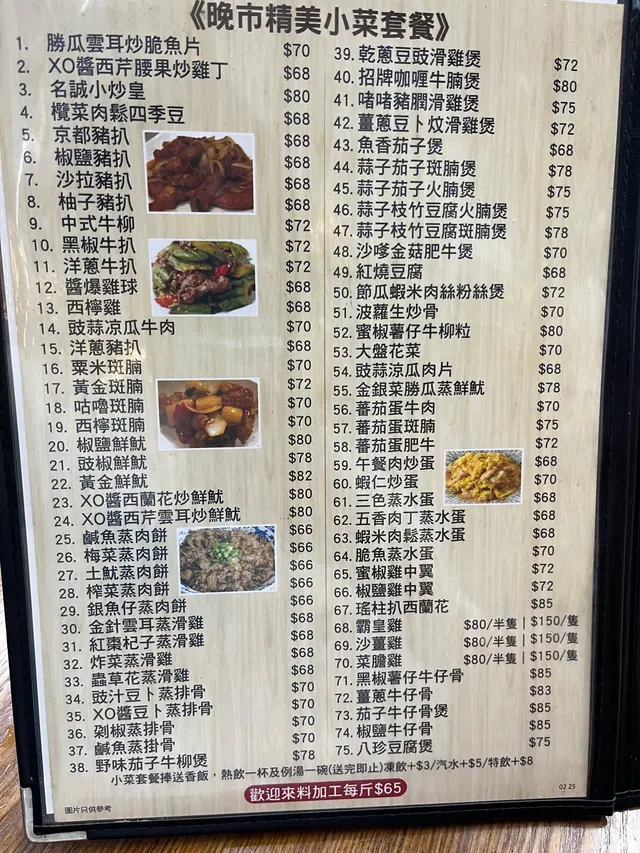 《晚市精美小菜套餐》
1. 勝瓜雲耳炒脆魚片 $70
2. XO醬西芹腰果炒雞丁 $68
3. 名誠小炒皇 $80
4. 欖菜肉鬆四季豆 $68
5. 京都豬扒 $68
6. 椒鹽豬扒 $68
7. 沙拉豬扒 $68
8. 柚子豬扒 $68
9. 中式牛柳 $72
10. 黑椒牛扒 $72
11. 洋蔥牛扒 $72
12. 醬爆雞球 $68
13. 西檸雞 $68
14. 豉蒜涼瓜牛肉 $70
15. 洋蔥豬扒 $68
16. 粟米斑腩 $70
17. 黃金斑腩 $72
18. 咕嚕斑腩 $70
19. 西檸斑腩 $70
20. 椒鹽鮮魷 $80
21. 豉椒鮮魷 $78
22. 黃金鮮魷 $82
23. XO醬西蘭花炒鮮魷 $80
24. XO醬西芹雲耳炒鮮魷 $80
25. 鹹魚蒸肉餅 $66
26. 梅菜蒸肉餅 $66
27. 土魷蒸肉餅 $66
28. 榨菜蒸肉餅 $66
29. 銀魚仔蒸肉餅 $66
30. 金針雲耳蒸滑雞 $68
31. 紅棗杞子蒸滑雞 $68
32. 炸菜蒸滑雞 $68
33. 蟲草花蒸滑雞 $68
34. 豉汁豆卜蒸排骨 $70
35. XO醬豆卜蒸排骨 $70
36. 剁椒蒸排骨 $70
37. 鹹魚蒸掛骨 $70
38. 野味茄子牛柳煲 $78
39. 乾蔥豆豉滑雞煲 $72
40. 招牌咖喱牛腩煲 $80
41. 啫啫豬膶滑雞煲 $75
42. 薑蔥豆卜炆滑雞煲 $72
43. 魚香茄子煲 $68
44. 蒜子茄子斑腩煲 $78
45. 蒜子茄子火腩煲 $75
46. 蒜子枝竹豆腐火腩煲 $75
47. 蒜子枝竹豆腐斑腩煲 $78
48. 沙嗲金菇肥牛煲 $70
49. 紅燒豆腐 $68
50. 節瓜蝦米肉絲粉絲煲 $72
51. 波蘿生炒骨 $70
52. 蜜椒薯仔牛柳粒 $80
53. 大盤花菜 $70
54. 豉蒜涼瓜肉片 $68
55. 金銀菜勝瓜蒸鮮魷 $78
56. 蕃茄蛋牛肉 $70
57. 蕃茄蛋斑腩 $75
58. 蕃茄蛋肥牛 $72
59. 午餐肉炒蛋 $68
60. 蝦仁炒蛋 $70
61. 三色蒸水蛋 $68
62. 五香肉丁蒸水蛋 $68
63. 蝦米肉鬆蒸水蛋 $68
64. 脆魚蒸水蛋 $70
65. 蜜椒雞中翼 $72
66. 椒鹽雞中翼 $72
67. 瑤柱扒西蘭花 $85
68. 霸皇雞 $80/半隻 | $150/隻
69. 沙薑雞 $80/半隻 | $150/隻
70. 菜膽雞 $80/半隻 | $150/隻
71. 黑椒薯仔牛仔骨 $85
72. 薑蔥牛仔骨 $83
73. 茄子牛仔骨煲 $85
74. 椒鹽牛仔骨 $85
75. 八珍豆腐煲 $75
小菜套餐捧送香飯，熱飲一杯及例湯一碗(送完即止)凍飲+$3/汽水+$5/特飲+$8
歡迎來料加工每斤$65
圖片只供參考
02 25